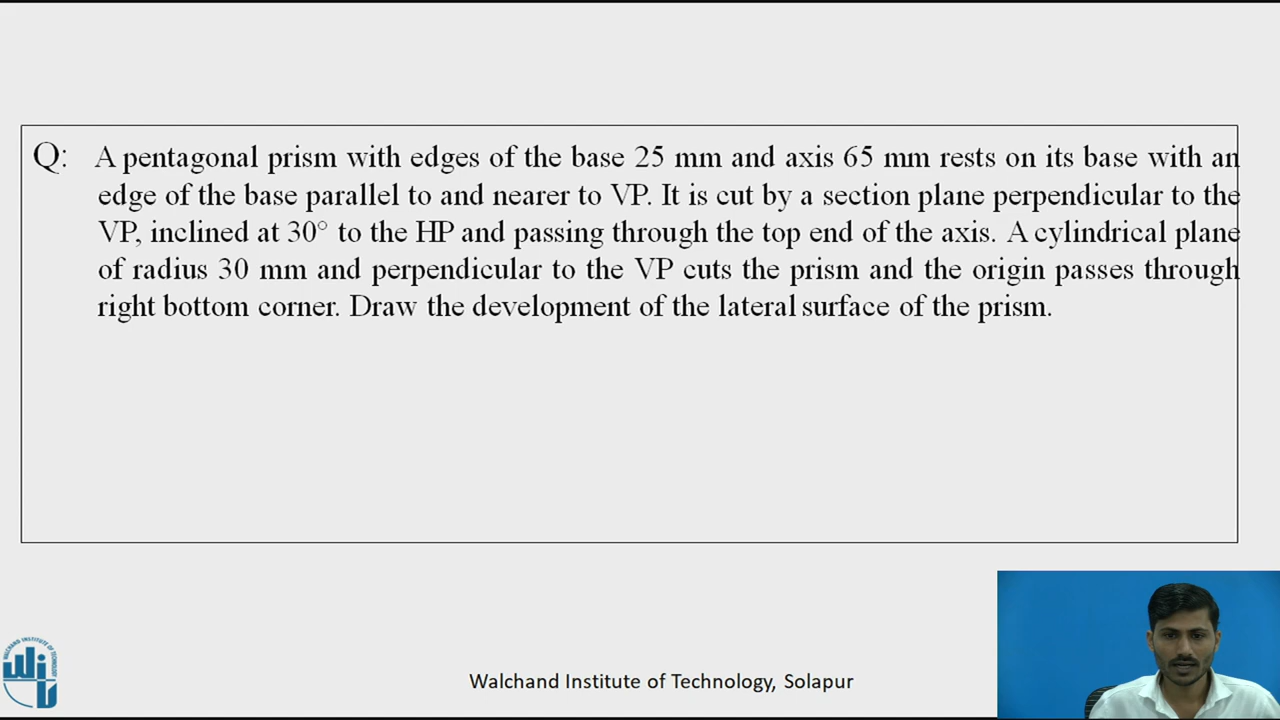 Q: A pentagonal prism with edges of the base 25 mm and axis 65 mm rests on its base with an
edge of the base parallel to and nearer to VP. It is cut by a section plane perpendicular to the
VP, inclined at 30° to the HP and passing through the top end of the axis. A cylindrical plane
of radius 30 mm and perpendicular to the VP cuts the prism and the origin passes through
right bottom corner. Draw the development of the lateral surface of the prism.
WALCHAND INSTITUTE OF TECHNOLOGY
Walchand Institute of Technology, Solapur